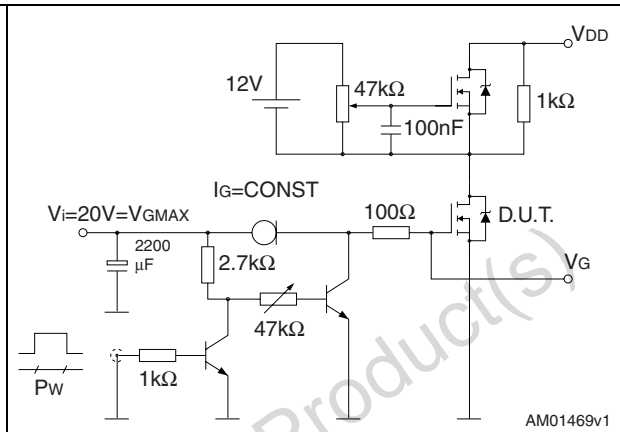 VDD
12V
47kΩ
1kΩ
100nF
IG=CONST
Vi=20V=VGMAX
100Ω
D.U.T.
2200
μF
2.7kΩ
VG
47kΩ
1kΩ
PW
Product(s)
AM01469v1